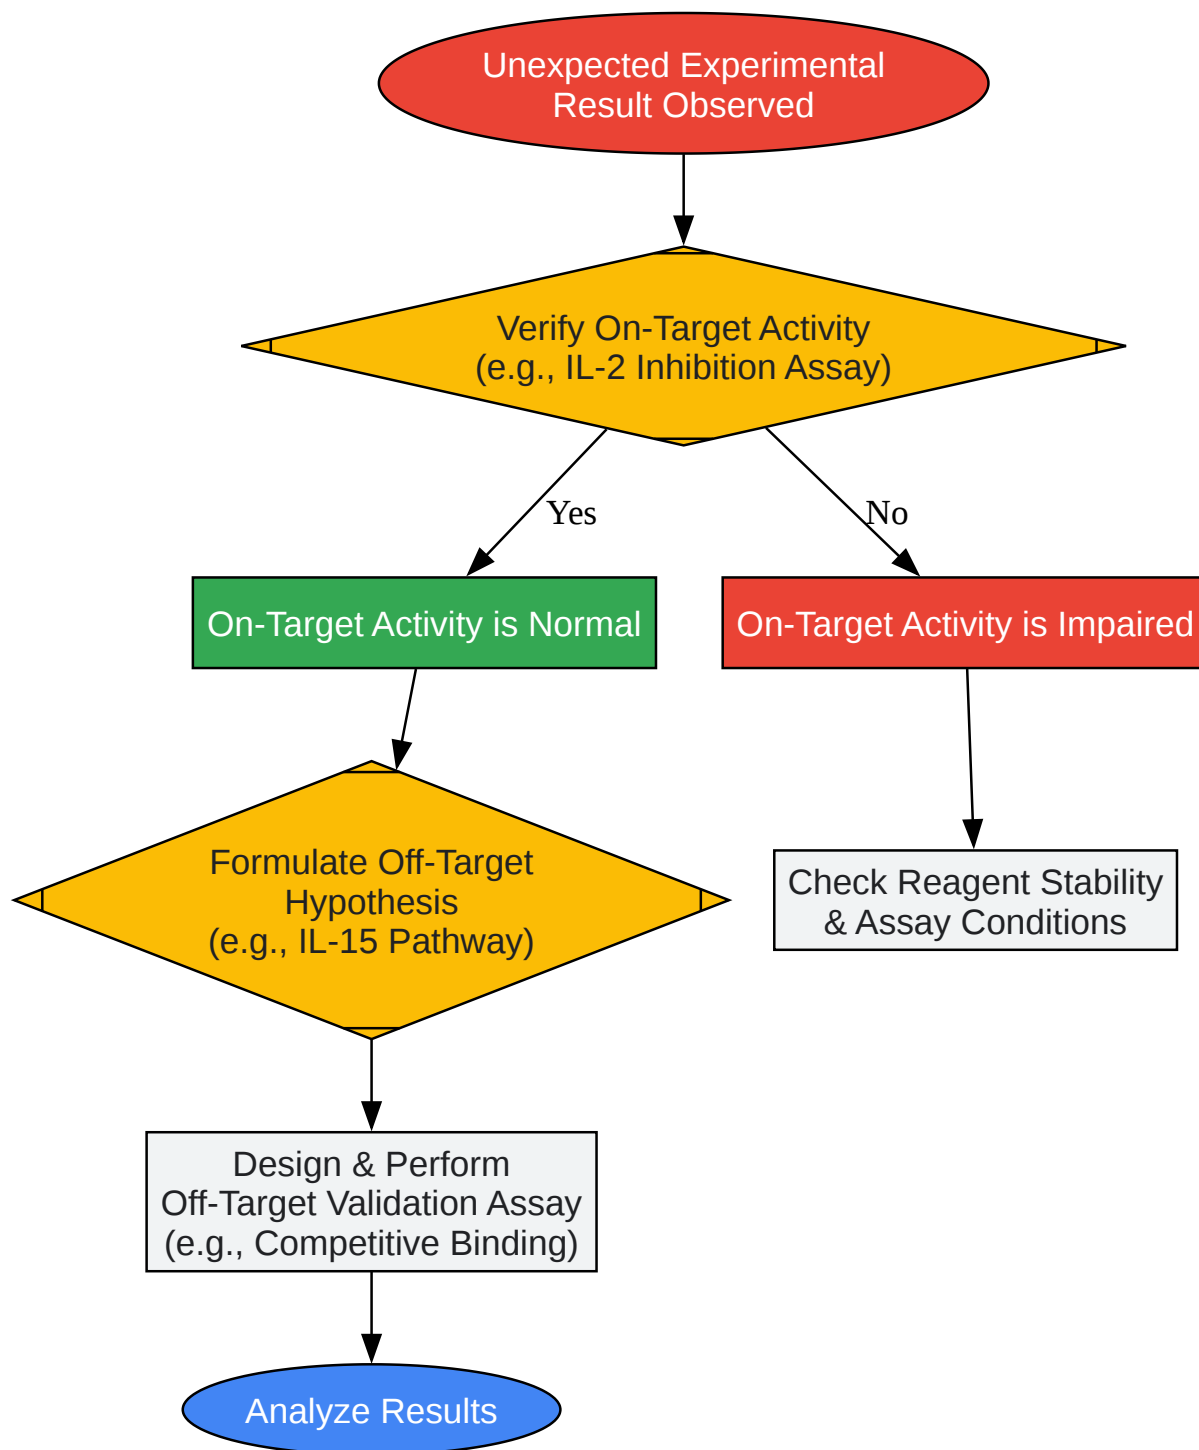 Unexpected Experimental
Result Observed
Verify On-Target Activity
(e.g., IL-2 Inhibition Assay)
Yes
No
On-Target Activity is Normal
On-Target Activity is Impaired
Formulate Off-Target
Hypothesis
(e.g., IL-15 Pathway)
Check Reagent Stability
& Assay Conditions
Design & Perform
Off-Target Validation Assay
(e.g., Competitive Binding)
Analyze Results